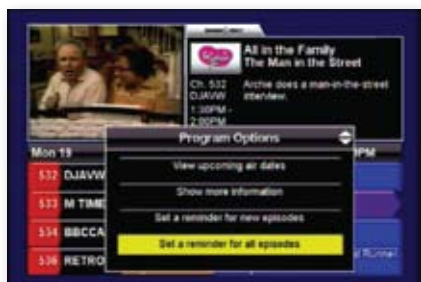 All in the Family
The Man in the Street
Ch. 532
DJAVW
1:30PM -
2:00PM
Archie does a man-in-the-street
interview.
Program Options
Mon 19
PM
View upcoming air dates
532 DJAVW
Show more information
533 M TIME
Set a reminder for new episodes
534 BBCCA
Set a reminder for all episodes
536 RETRO